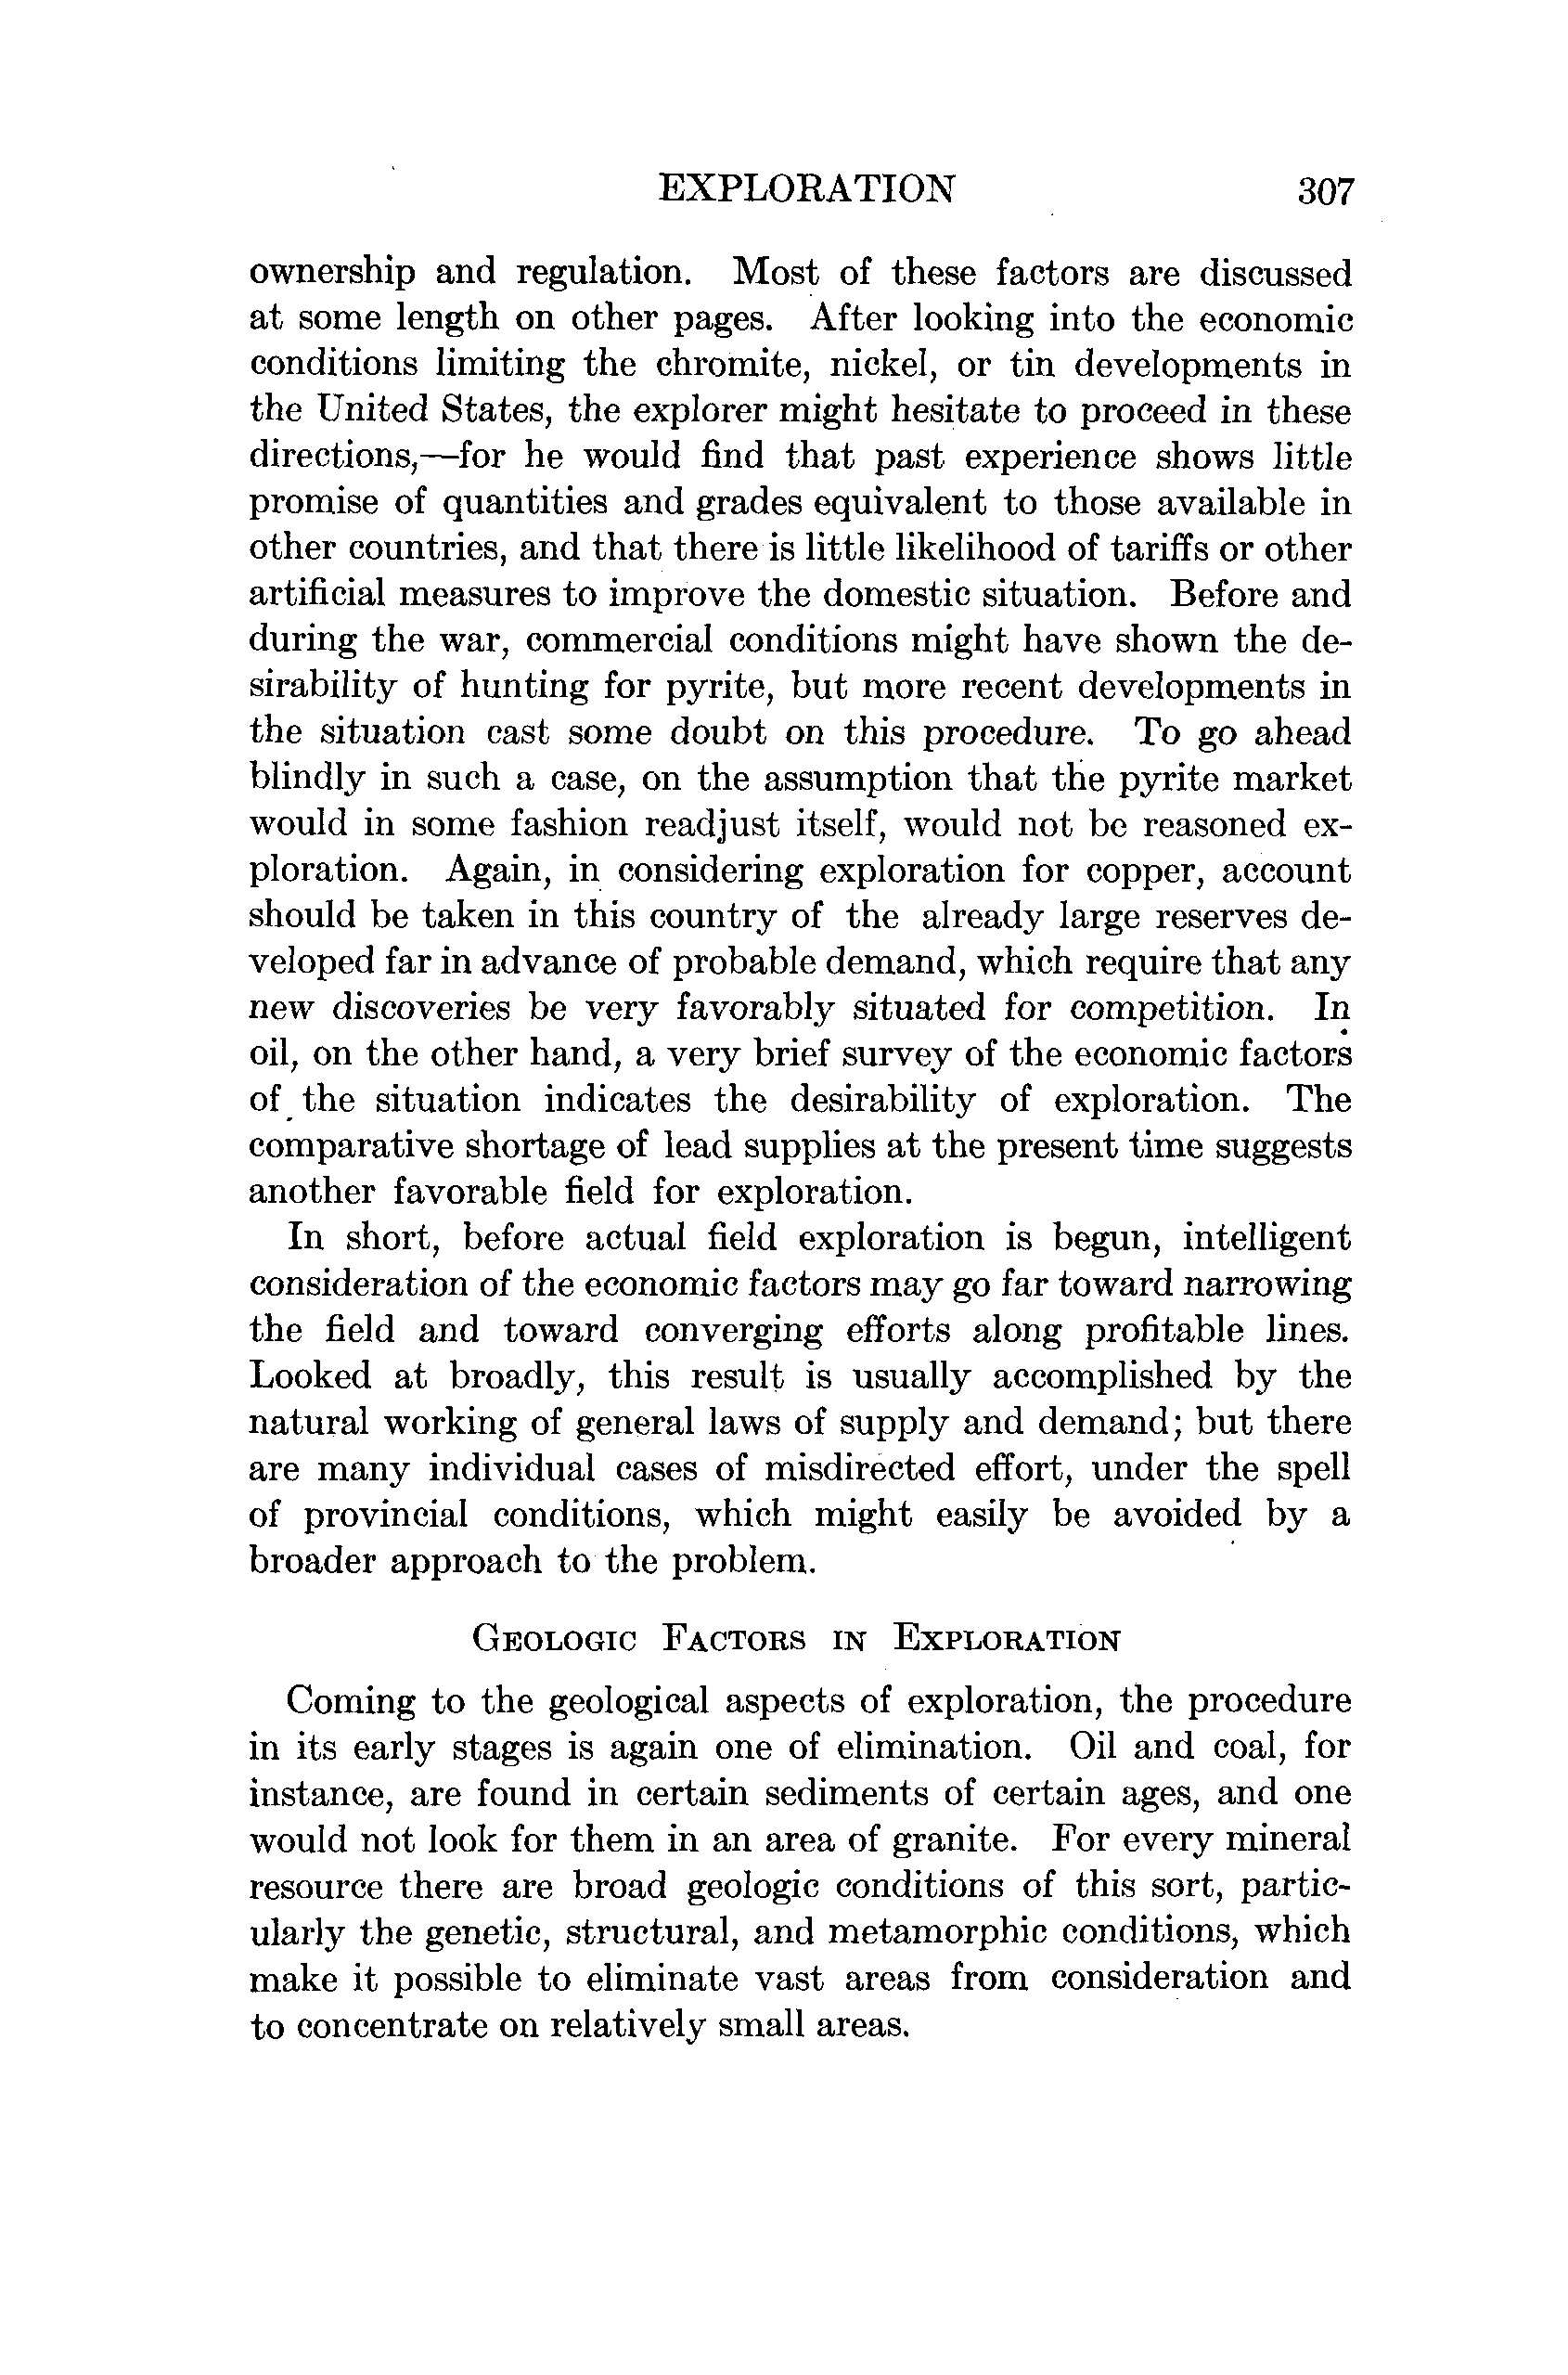 EXPLORATION 307
ownership and regulation. Most of these factors are discussed
at some length on other pages. After looking into the economic
conditions limiting the chromite, nickel, or tin developments in
the United States, the explorer might hesitate to proceed in these
directions,—for he would find that past experience shows little
promise of quantities and grades equivalent to those available in
other countries, and that there is little likelihood of tariffs or other
artificial measures to improve the domestic situation. Before and
during the war, commercial conditions might have shown the de-
sirability of hunting for pyrite, but more recent developments in
the situation cast some doubt on this procedure. To go ahead
blindly in such a case, on the assumption that the pyrite market
would in some fashion readjust itself, would not be reasoned ex-
ploration. Again, in considering exploration for copper, account
should be taken in this country of the already large reserves de-
veloped far in advance of probable demand, which require that any
new discoveries be very favorably situated for competition. In
oil, on the other hand, a very brief survey of the economic factors
of the situation indicates the desirability of exploration. The
comparative shortage of lead supplies at the present time suggests
another favorable field for exploration.
In short, before actual field exploration is begun, intelligent
consideration of the economic factors may go far toward narrowing
the field and toward converging efforts along profitable lines.
Looked at broadly, this result is usually accomplished by the
natural working of general laws of supply and demand; but there
are many individual cases of misdirected effort, under the spell
of provincial conditions, which might easily be avoided by a
broader approach to the problem.
GEOLOGIC FACTORS IN EXPLORATION
Coming to the geological aspects of exploration, the procedure
in its early stages is again one of elimination. Oil and coal, for
instance, are found in certain sediments of certain ages, and one
would not look for them in an area of granite. For every mineral
resource there are broad geologic conditions of this sort, partic-
ularly the genetic, structural, and metamorphic conditions, which
make it possible to eliminate vast areas from consideration and
to concentrate on relatively small areas.